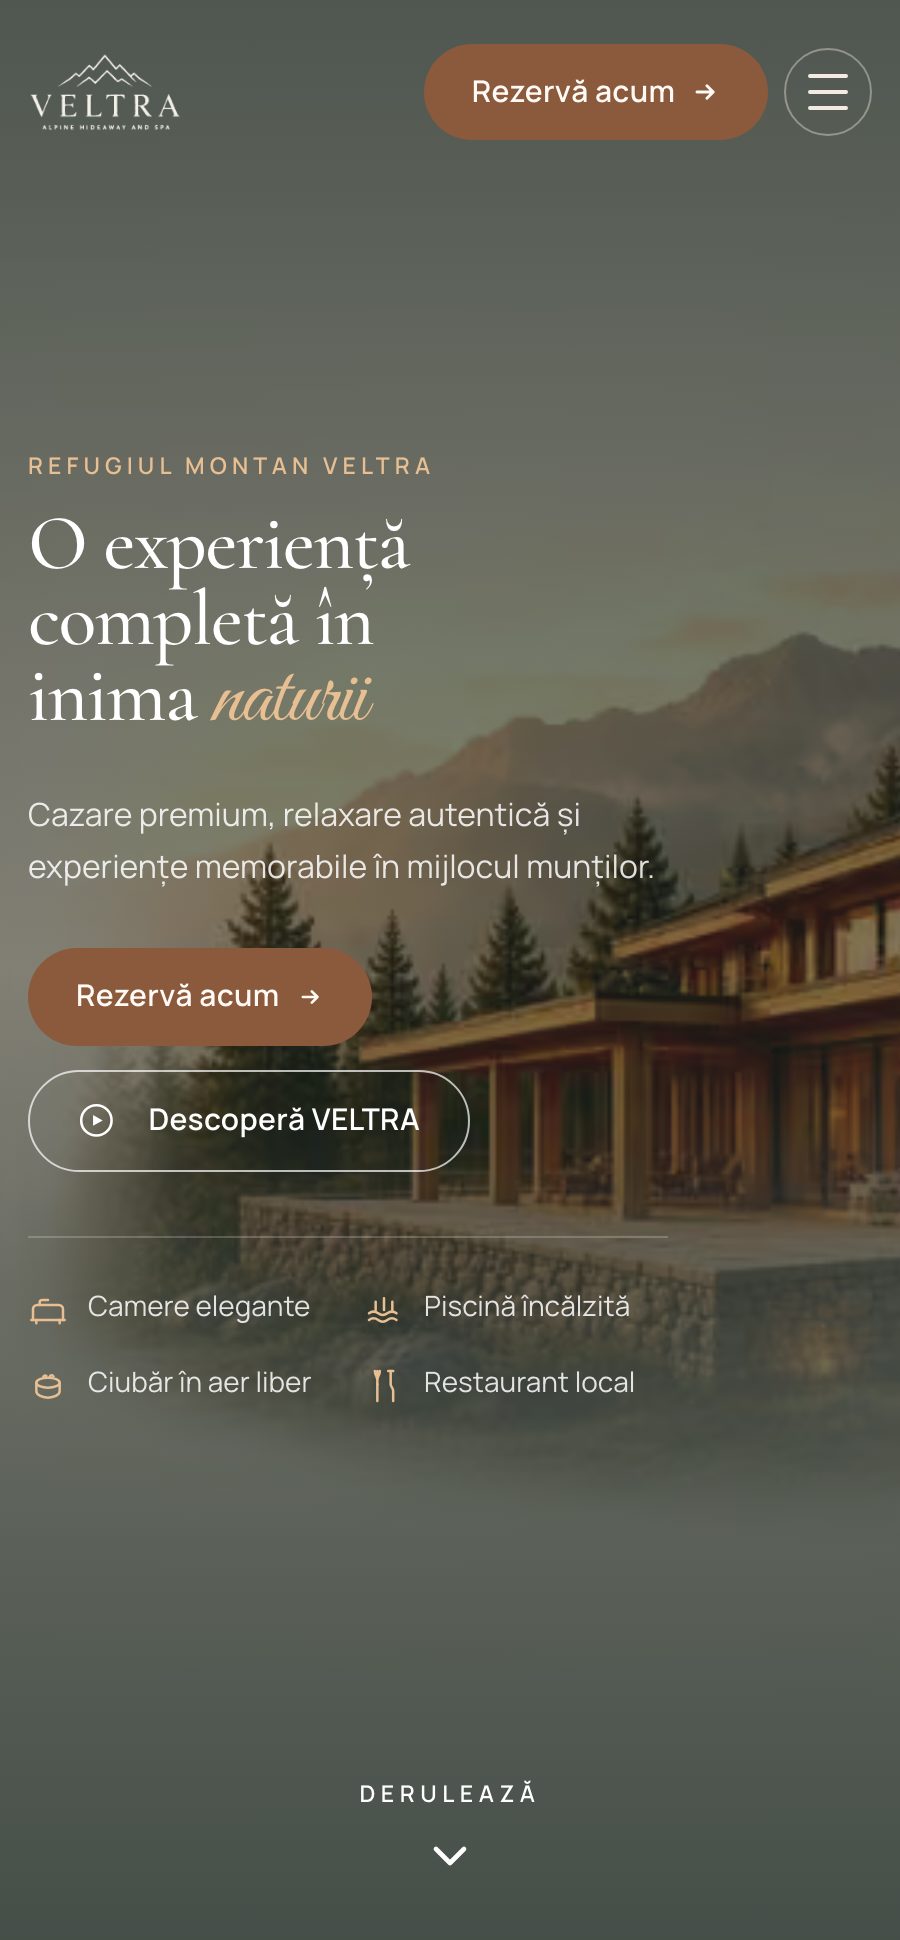 VELTRA
ALPINE HIDEAWAY AND SPA
Rezervă acum
REFUGIUL MONTAN VELTRA
O experiență
completă în
inima naturii
Cazare premium, relaxare autentică și
experiențe memorabile în mijlocul munților.
Rezervă acum
Descoperă VELTRA
Camere elegante
Piscină încălzită
Ciubăr în aer liber
Restaurant local
DERULEAZĂ